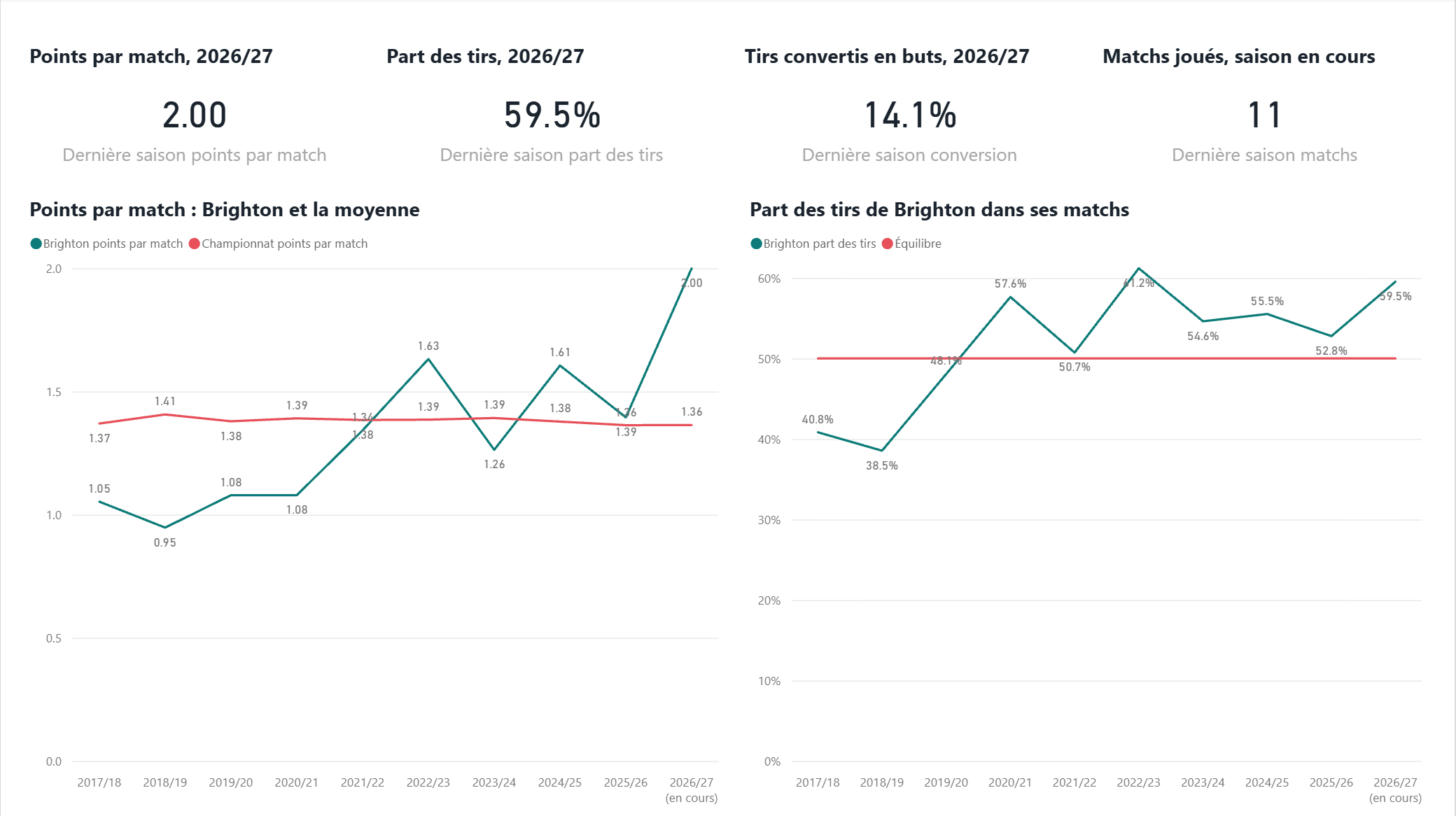 Points par match, 2026/27
2.00
Dernière saison points par match
Part des tirs, 2026/27
59.5%
Dernière saison part des tirs
Tirs convertis en buts, 2026/27
14.1%
Dernière saison conversion
Matchs joués, saison en cours
11
Dernière saison matchs
Points par match : Brighton et la moyenne
Brighton points par match Championnat points par match
2.0
1.5
1.0
0.5
0.0
1.05
0.95
1.08
1.08
1.34
1.63
1.26
1.61
1.39
2.00
1.37
1.41
1.38
1.39
1.38
1.39
1.39
1.38
1.36
1.36
2017/18 2018/19 2019/20 2020/21 2021/22 2022/23 2023/24 2024/25 2025/26 2026/27
(en cours)
Part des tirs de Brighton dans ses matchs
Brighton part des tirs Équilibre
60%
50%
40%
30%
20%
10%
0%
40.8%
38.5%
48.1%
57.6%
50.7%
61.2%
54.6%
55.5%
52.8%
59.5%
2017/18 2018/19 2019/20 2020/21 2021/22 2022/23 2023/24 2024/25 2025/26 2026/27
(en cours)